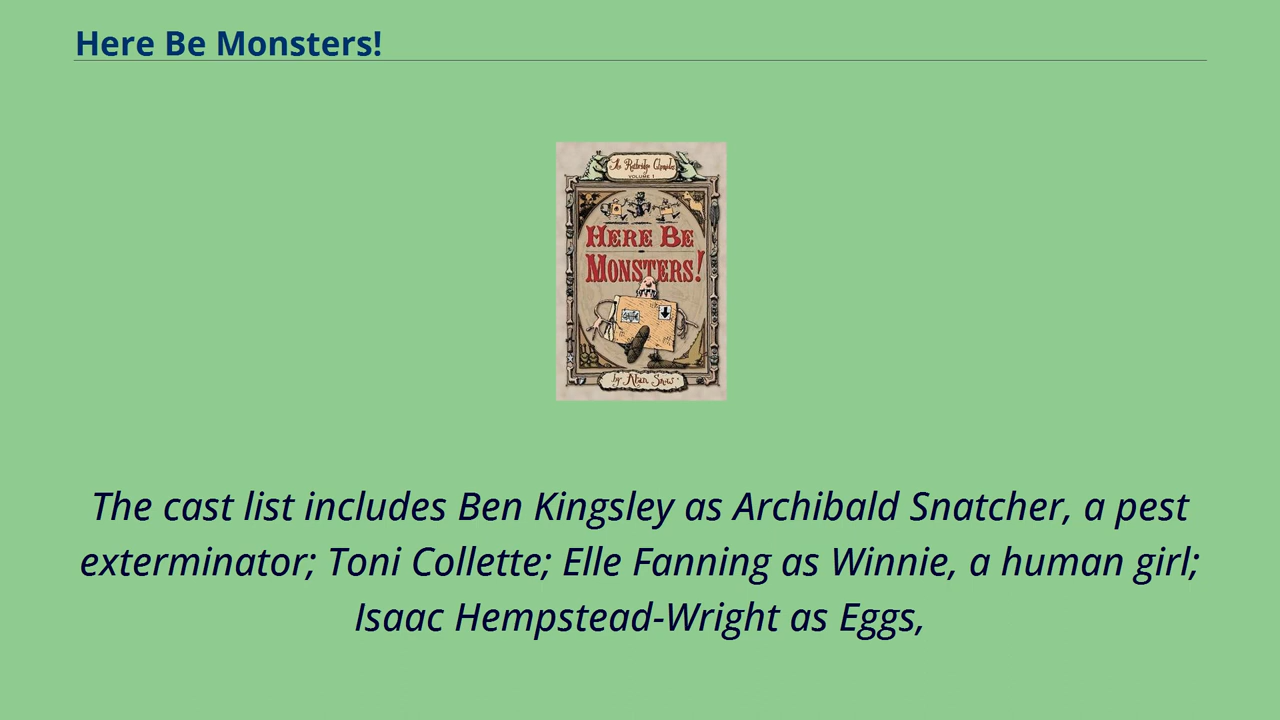 Here Be Monsters!
The Ratbridge Chronicles
VOLUME 1
HERE BE
MONSTERS!
by Alan Snow
The cast list includes Ben Kingsley as Archibald Snatcher, a pest
exterminator; Toni Collette; Elle Fanning as Winnie, a human girl;
Isaac Hempstead-Wright as Eggs,